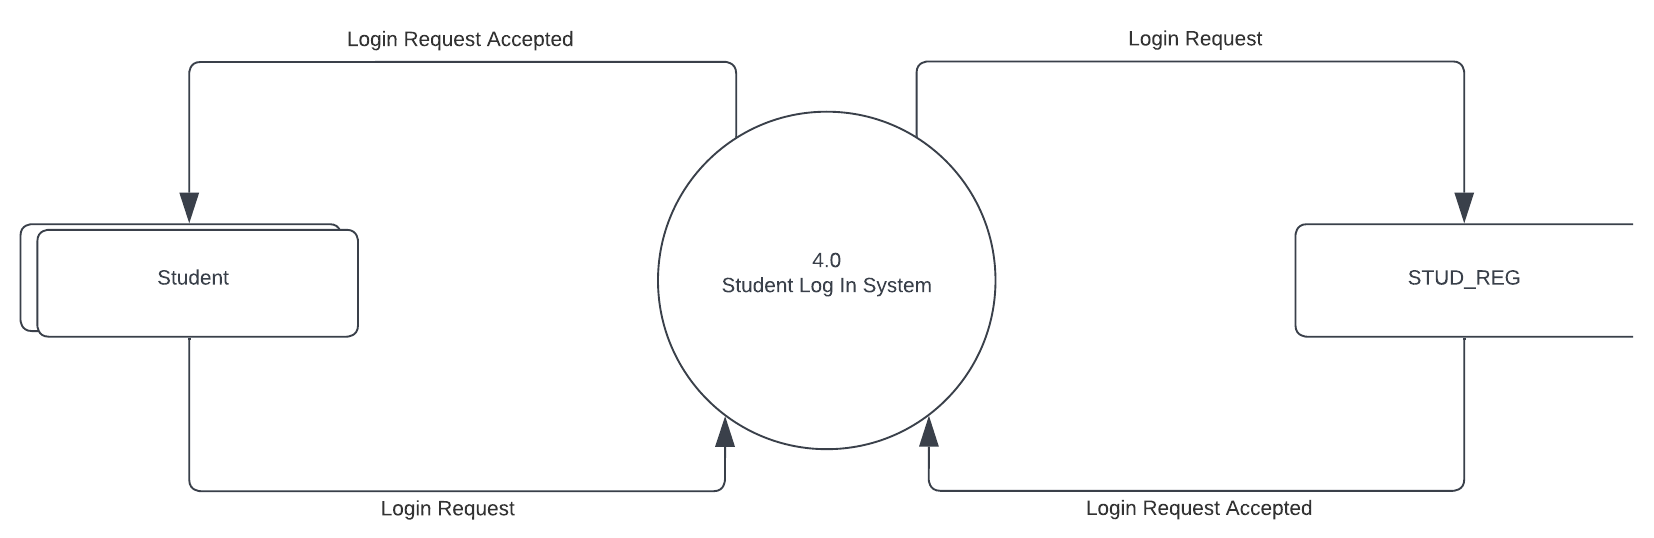 Login Request Accepted
Login Request
Student
4.0
Student Log In System
STUD_REG
Login Request
Login Request Accepted